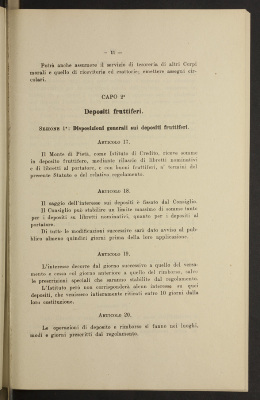 Potrà anche assumere il servizio di tesoreria di altri Corpi
morali e quello di ricevitoria ed esattorie; emettere assegni cir-
colari.
CAPO 2°
Depositi fruttiferi.
SEZIONE 1ª: Disposizioni generali sui depositi fruttiferi.
ARTICOLO 17.
Il Monte di Pietà, come Istituto di Credito, riceve somme
in deposito fruttifero, mediante rilascio di libretti nominativi
e di libretti al portatore, e con buoni fruttiferi, a' termini del
presente Statuto e del relativo regolamento.
ARTICOLO 18.
Il saggio dell'interesse sui depositi è fissato dal Consiglio.
Il Consiglio può stabilire un limite massimo di somme tanto
per i depositi su libretti nominativi, quanto per i depositi al
portatore.
Di tutte le modificazioni successive sarà dato avviso al pub-
blico almeno quindici giorni prima della loro applicazione.
ARTICOLO 19.
L'interesse decorre dal giorno successivo a quello del versa-
mento e cessa col giorno anteriore a quello del rimborso, salvo
le prescrizioni speciali che saranno stabilite dal regolamento.
L'Istituto però non corrisponderà alcun interesse su quei
depositi, che venissero interamente ritirati entro 10 giorni dalla
loro costituzione.
ARTICOLO 20.
Le operazioni di deposito e rimborso si fanno nei luoghi,
modi e giorni prescritti dal regolamento.